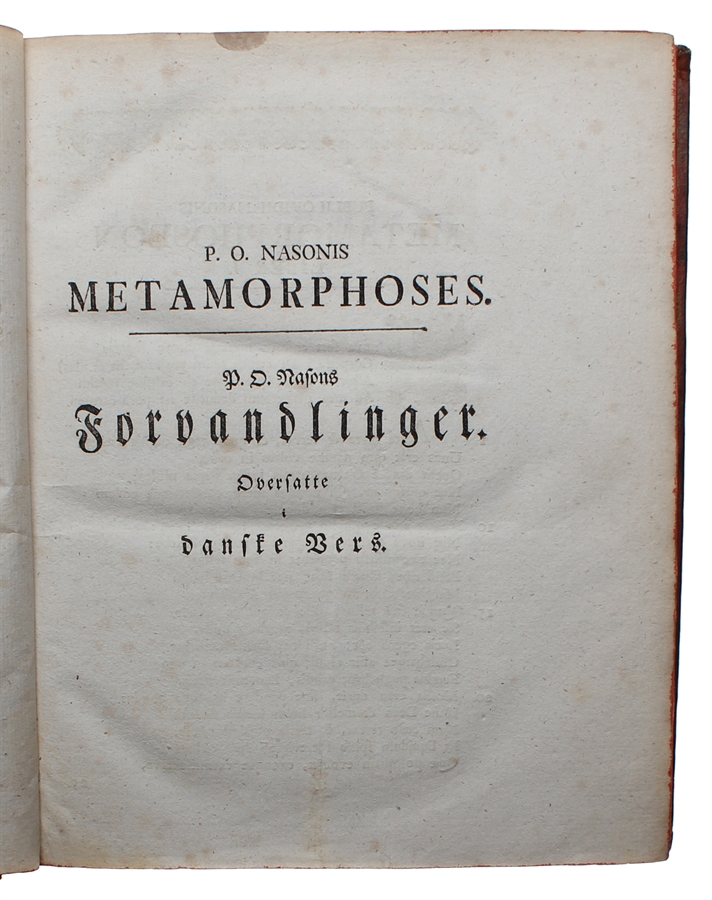 P. O. NASONIS
METAMORPHOSES.
P. O. Naſons
Forvandlinger.
Overſatte
i
danſke Vers.